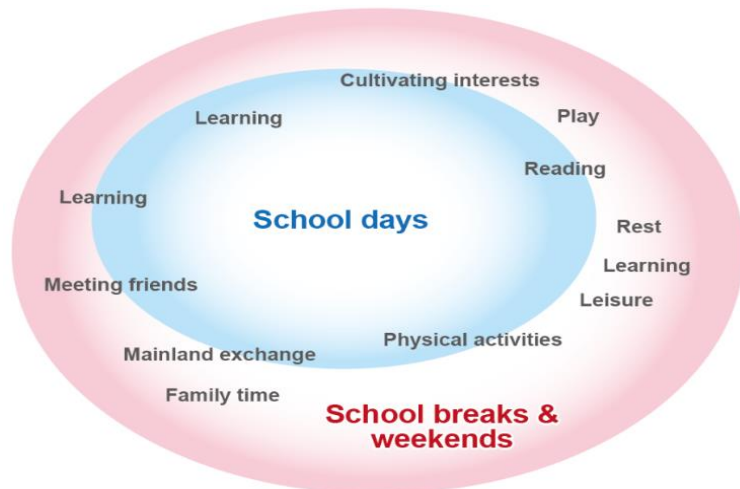 Cultivating interests
Learning
Play
Reading
Learning
School days
Rest
Learning
Meeting friends
Leisure
Physical activities
Mainland exchange
Family time
School breaks &
weekends